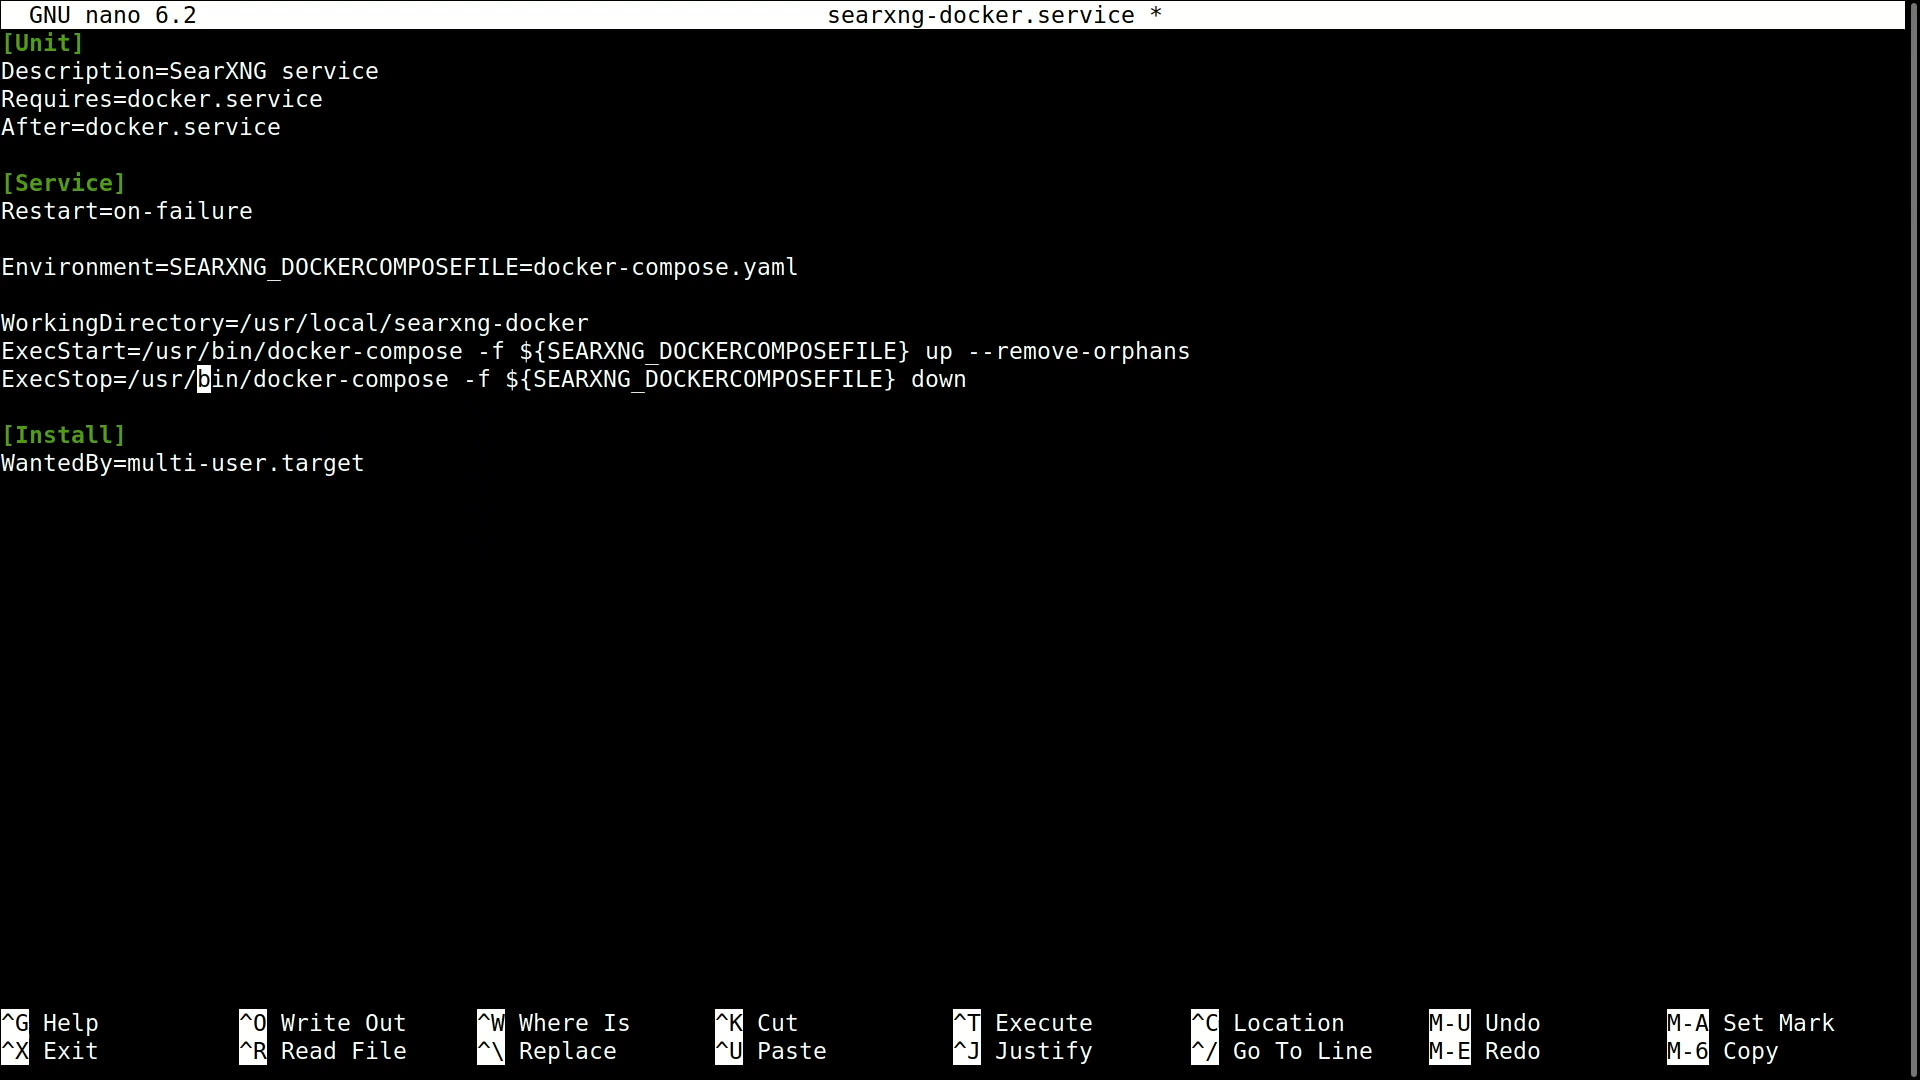 GNU nano 6.2 searxng-docker.service *
[Unit]
Description=SearXNG service
Requires=docker.service
After=docker.service
[Service]
Restart=on-failure
Environment=SEARXNG_DOCKERCOMPOSEFILE=docker-compose.yaml
WorkingDirectory=/usr/local/searxng-docker
ExecStart=/usr/bin/docker-compose -f ${SEARXNG_DOCKERCOMPOSEFILE} up --remove-orphans
ExecStop=/usr/bin/docker-compose -f ${SEARXNG_DOCKERCOMPOSEFILE} down
[Install]
WantedBy=multi-user.target
^G Help ^O Write Out ^W Where Is ^K Cut ^T Execute ^C Location M-U Undo M-A Set Mark
^X Exit ^R Read File ^\ Replace ^U Paste ^J Justify ^/ Go To Line M-E Redo M-6 Copy